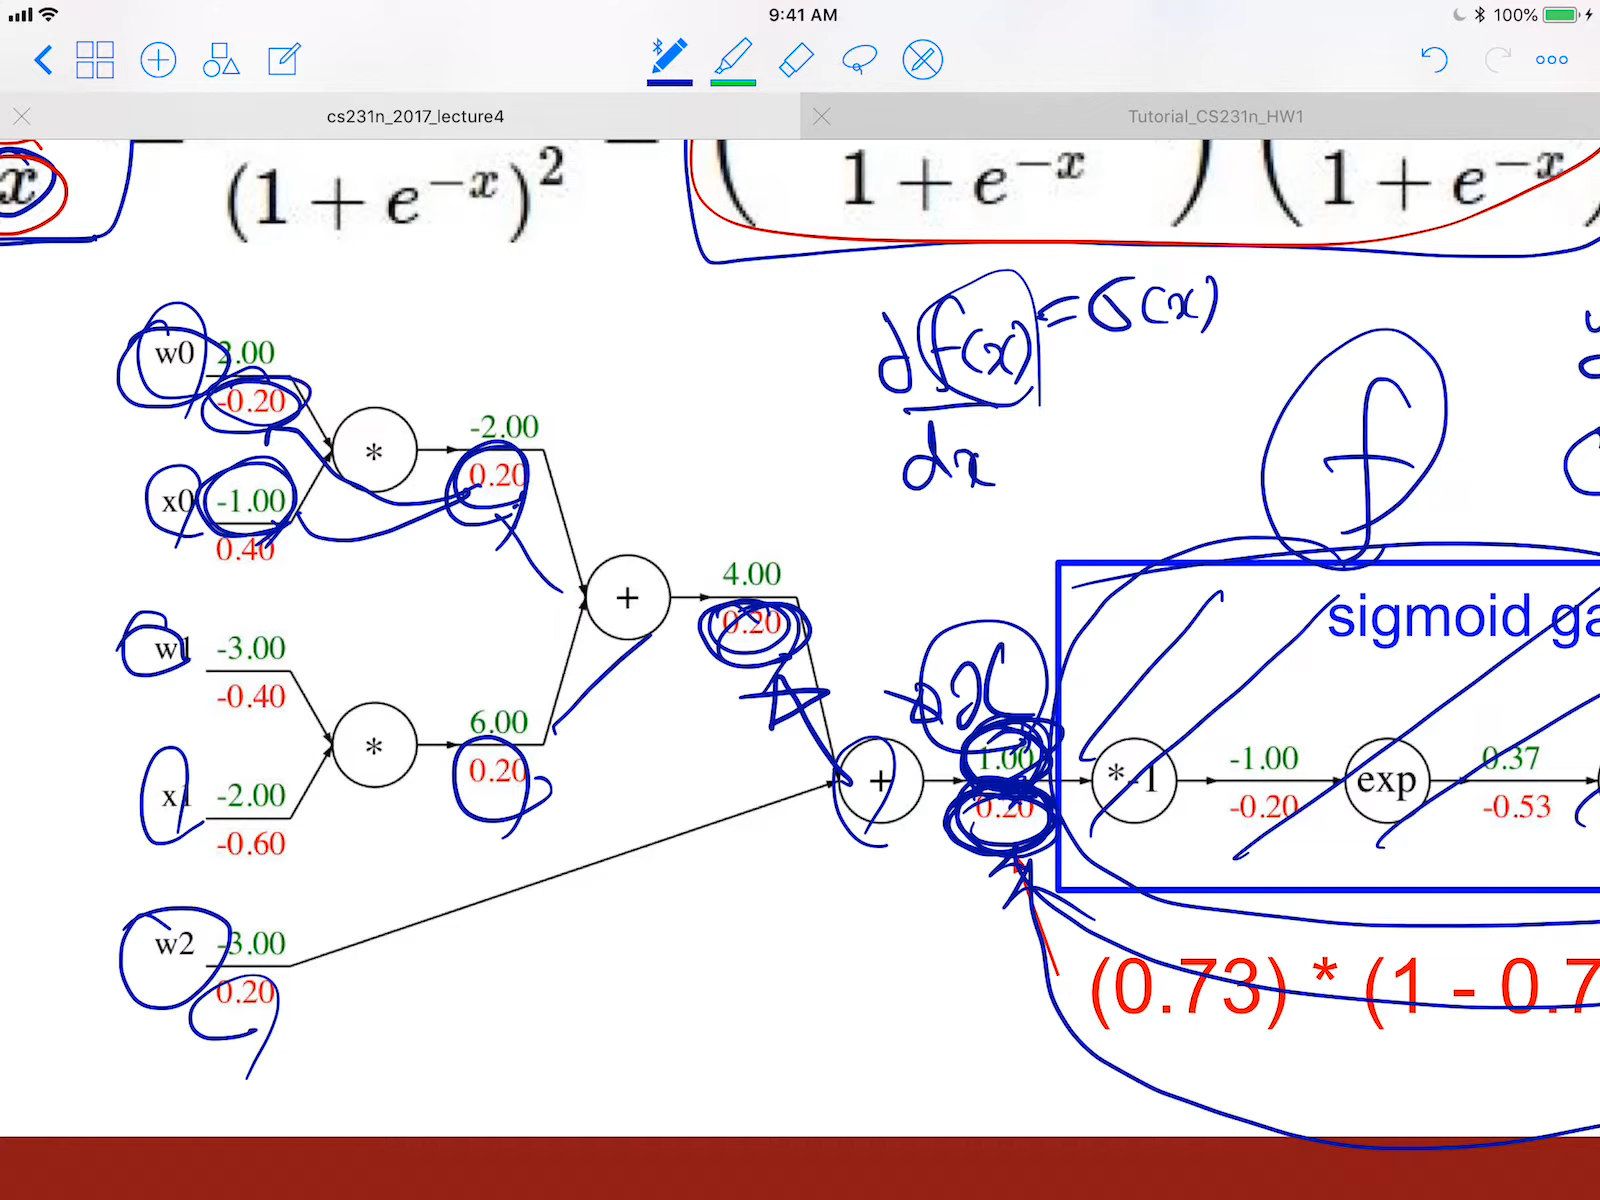 9:41 AM
100%
cs231n_2017_lecture4
Tutorial_CS231n_HW1
x
(1 + e^{-x})^2
=
( 1 + e^{-x} ) ( 1 + e^{-x}
df(x) = σ(x)
dx
f
w0 2.00
-0.20
*
-2.00
0.20
x0 -1.00
0.40
+
4.00
0.20
w1 -3.00
-0.40
*
6.00
0.20
x1 -2.00
-0.60
w2 -3.00
0.20
+
x
1.00
0.20
sigmoid ga
*-1
-1.00
-0.20
exp
0.37
-0.53
(0.73) * (1 - 0.7